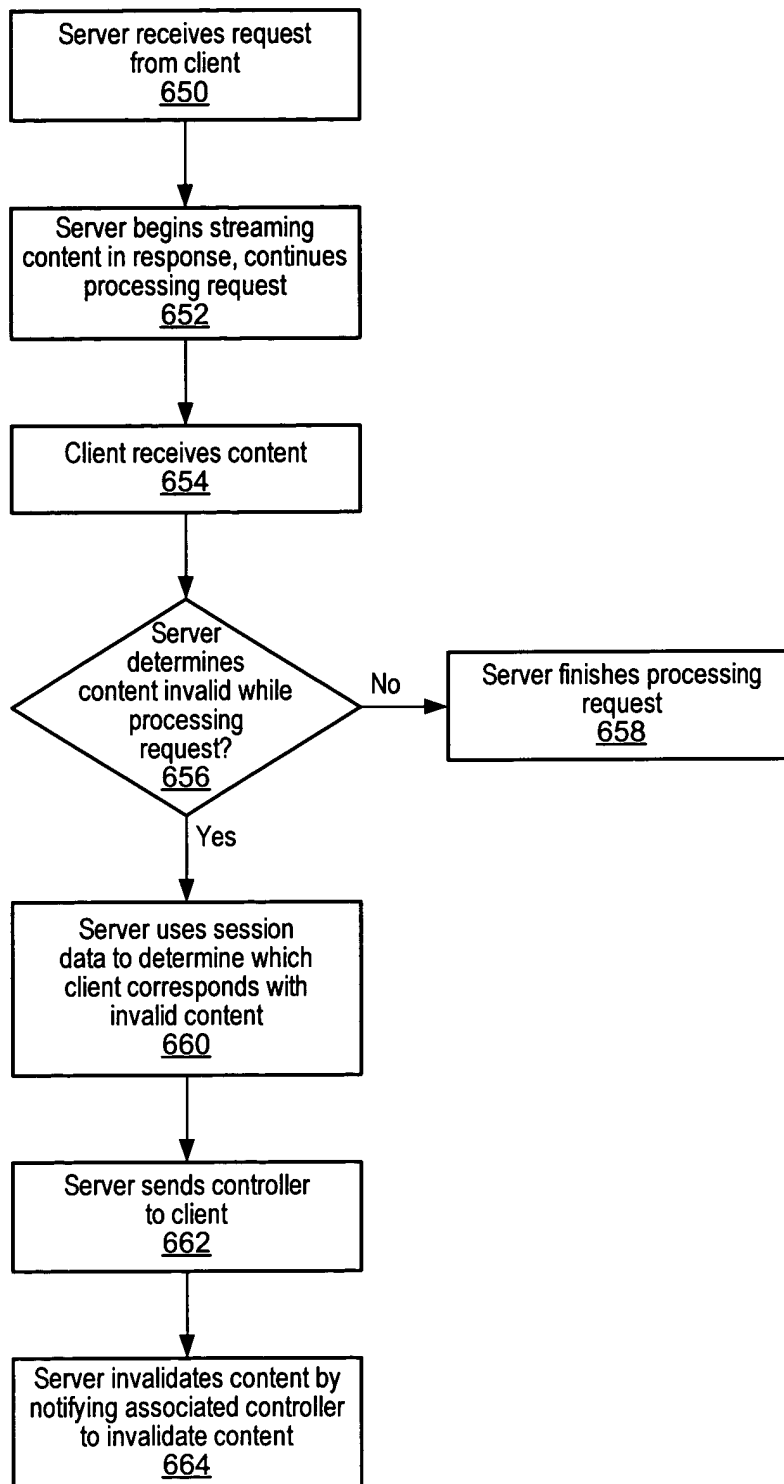 Server receives request
from client
650
Server begins streaming
content in response, continues
processing request
652
Client receives content
654
Server
determines
content invalid while
processing
request?
656
No
Server finishes processing
request
658
Yes
Server uses session
data to determine which
client corresponds with
invalid content
660
Server sends controller
to client
662
Server invalidates content by
notifying associated controller
to invalidate content
664